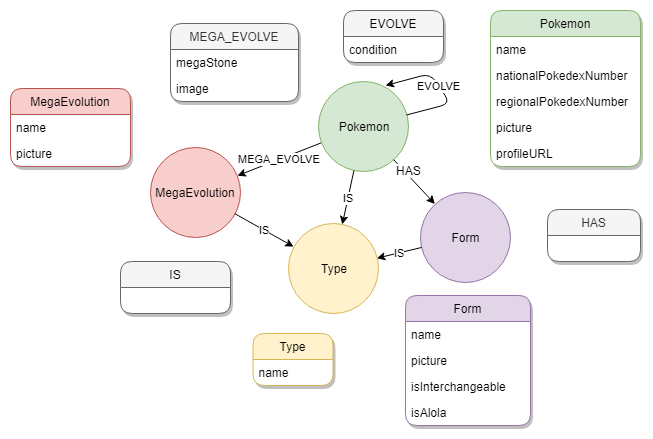 MEGA_EVOLVE
megaStone
image
EVOLVE
condition
Pokemon
name
nationalPokedexNumber
regionalPokedexNumber
picture
profileURL
MegaEvolution
name
picture
EVOLVE
Pokemon
MEGA_EVOLVE
HAS
MegaEvolution
IS
IS
Form
IS
Type
HAS
IS
Form
name
picture
isInterchangeable
isAlola
Type
name